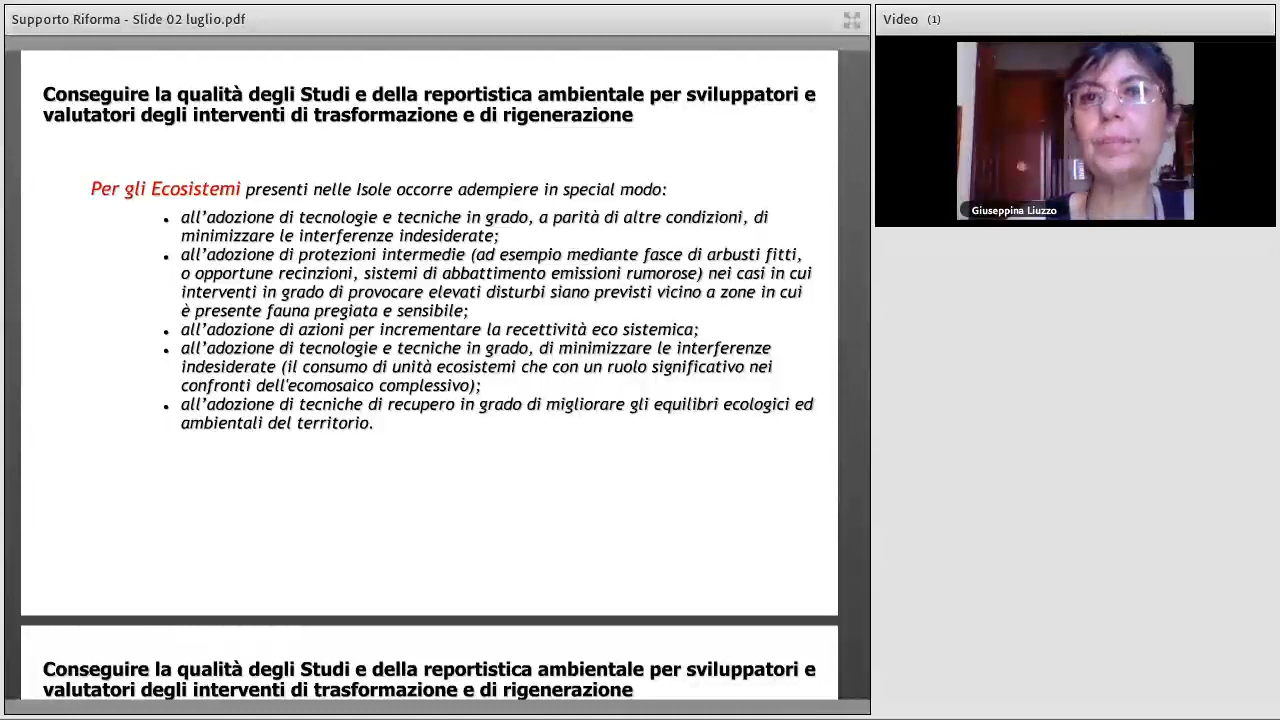 Supporto Riforma - Slide 02 luglio.pdf
Video (1)
Giuseppina Liuzzo
Conseguire la qualità degli Studi e della reportistica ambientale per sviluppatori e
valutatori degli interventi di trasformazione e di rigenerazione
Per gli Ecosistemi presenti nelle Isole occorre adempiere in special modo:
• all’adozione di tecnologie e tecniche in grado, a parità di altre condizioni, di
minimizzare le interferenze indesiderate;
• all’adozione di protezioni intermedie (ad esempio mediante fasce di arbusti fitti,
o opportune recinzioni, sistemi di abbattimento emissioni rumorose) nei casi in cui
interventi in grado di provocare elevati disturbi siano previsti vicino a zone in cui
è presente fauna pregiata e sensibile;
• all’adozione di azioni per incrementare la recettività eco sistemica;
• all’adozione di tecnologie e tecniche in grado, di minimizzare le interferenze
indesiderate (il consumo di unità ecosistemi che con un ruolo significativo nei
confronti dell'ecomosaico complessivo);
• all’adozione di tecniche di recupero in grado di migliorare gli equilibri ecologici ed
ambientali del territorio.
Conseguire la qualità degli Studi e della reportistica ambientale per sviluppatori e
valutatori degli interventi di trasformazione e di rigenerazione